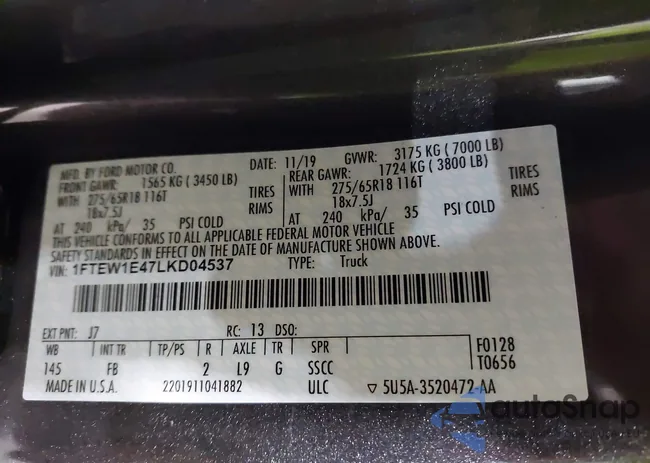 MFD. BY FORD MOTOR CO.
DATE: 11/19 GVWR: 3175 KG ( 7000 LB)
FRONT GAWR: 1565 KG ( 3450 LB)
REAR GAWR: 1724 KG ( 3800 LB)
WITH 275/65R18 116T TIRES
WITH 275/65R18 116T TIRES
18x7.5J RIMS
18x7.5J RIMS
AT 240 kPa/ 35 PSI COLD
AT 240 kPa/ 35 PSI COLD
THIS VEHICLE CONFORMS TO ALL APPLICABLE FEDERAL MOTOR VEHICLE
SAFETY STANDARDS IN EFFECT ON THE DATE OF MANUFACTURE SHOWN ABOVE.
VIN: 1FTEW1E47LKD04537 TYPE: Truck
EXT PNT: J7 RC: 13 DSO:
WB INT TR TP/PS R AXLE TR SPR
145 FB 2 L9 G SSCC
F0128
T0656
MADE IN U.S.A. 2201911041882 ULC ▽ 5U5A-3520472-AA
autoSnap